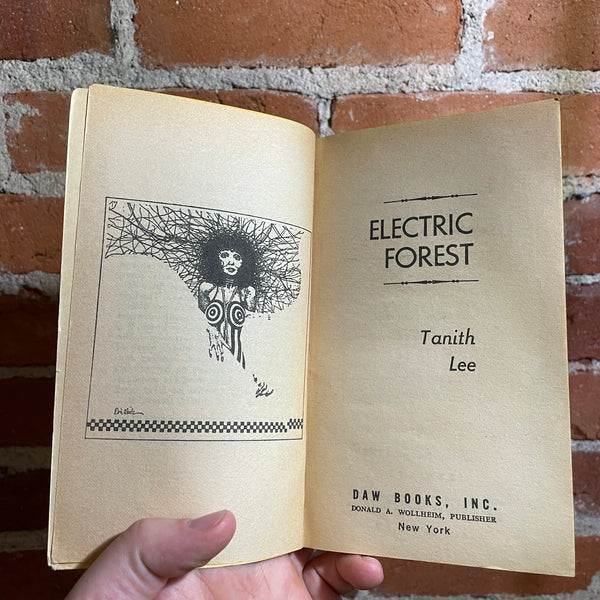 ELECTRIC
FOREST
Tanith
Lee
DAW BOOKS, INC.
DONALD A. WOLLHEIM, PUBLISHER
New York